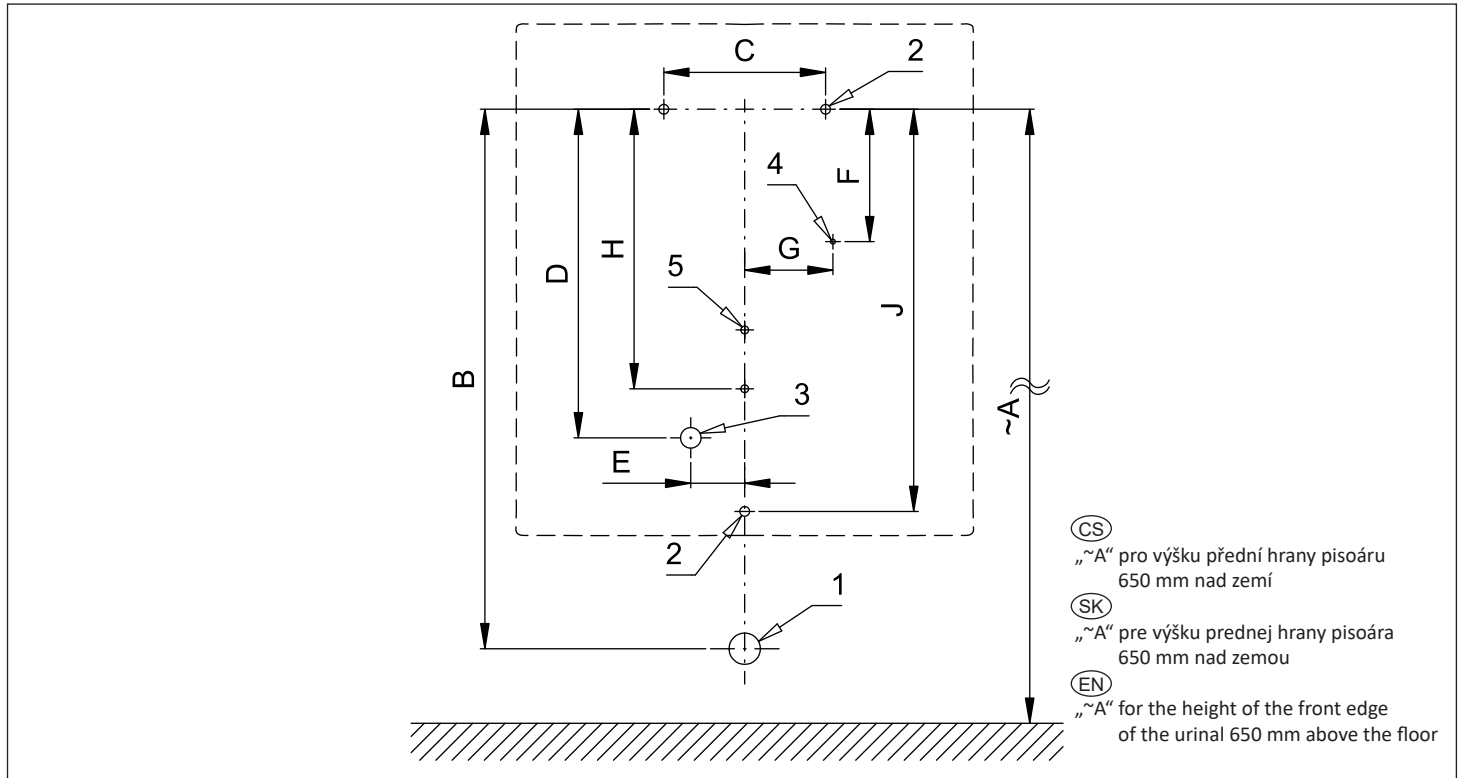 C
2
4
F
G
H
D
5
J
B
~A
3
E
2
1
CS
„~A“ pro výšku přední hrany pisoáru
650 mm nad zemí
SK
„~A“ pre výšku prednej hrany pisoára
650 mm nad zemou
EN
„~A“ for the height of the front edge
of the urinal 650 mm above the floor